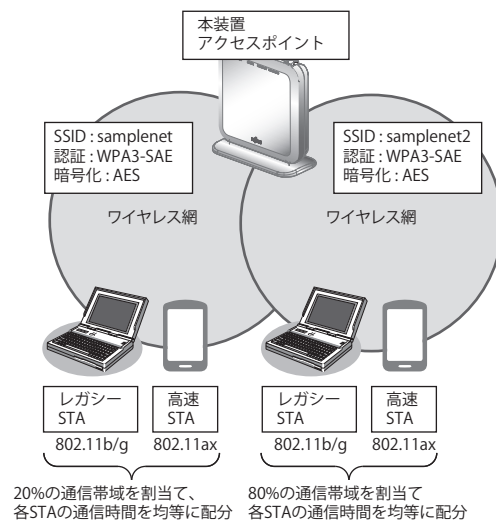 本装置
アクセスポイント
SSID : samplenet
認証 : WPA3-SAE
暗号化 : AES
SSID : samplenet2
認証 : WPA3-SAE
暗号化 : AES
ワイヤレス網
ワイヤレス網
レガシー
STA
高速
STA
レガシー
STA
高速
STA
802.11b/g
802.11ax
802.11b/g
802.11ax
20%の通信帯域を割当て、
各STAの通信時間を均等に配分
80%の通信帯域を割当て
各STAの通信時間を均等に配分